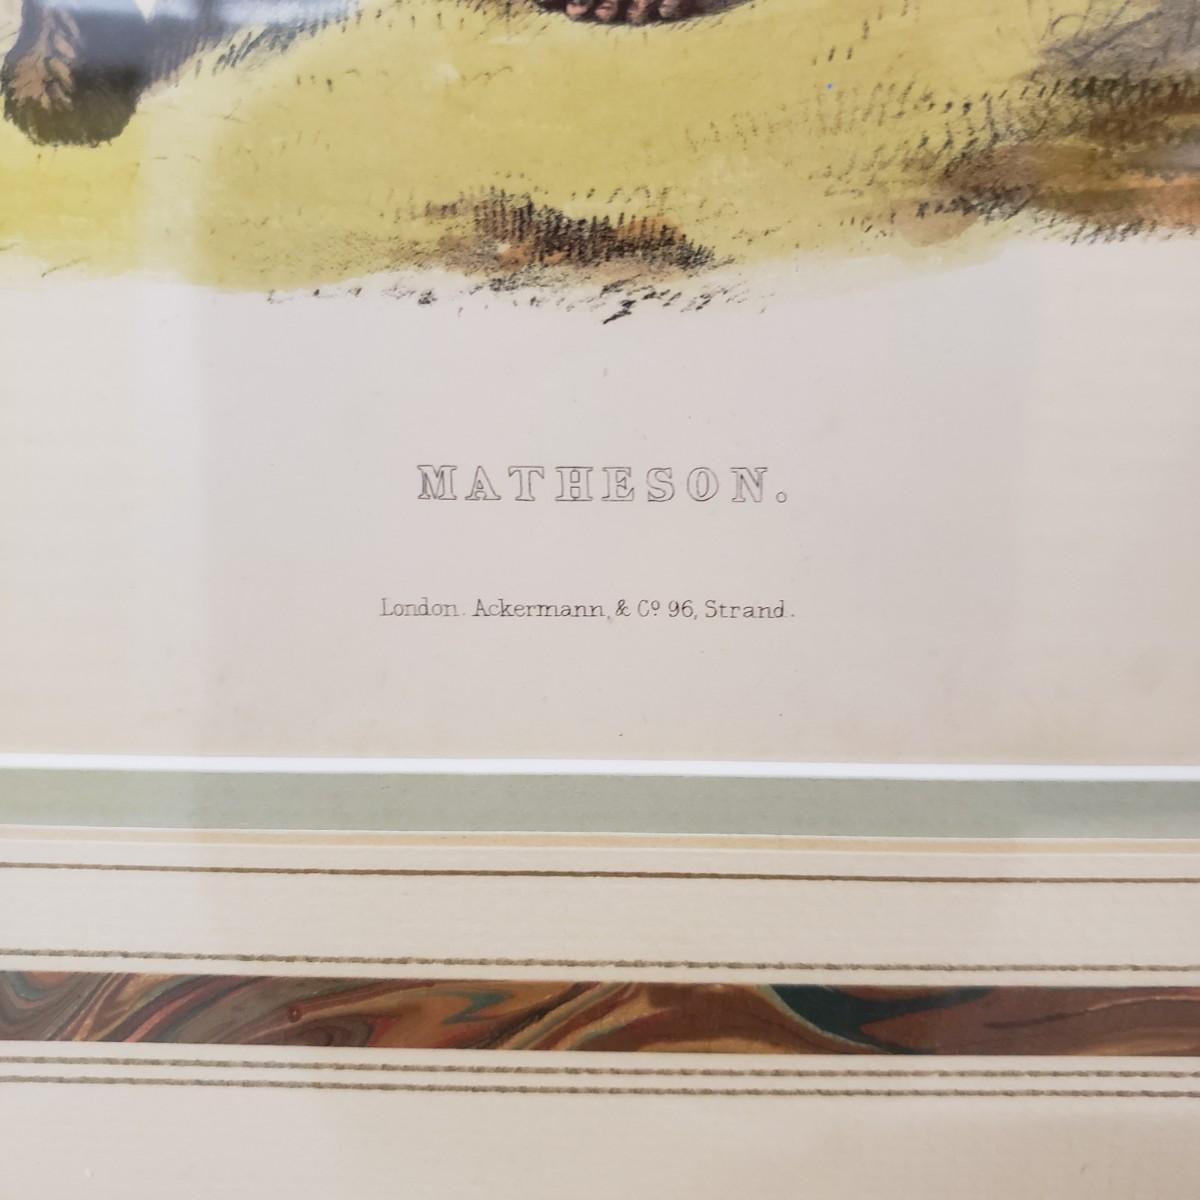 MATHESON.
London. Ackermann, & Cº 96, Strand.